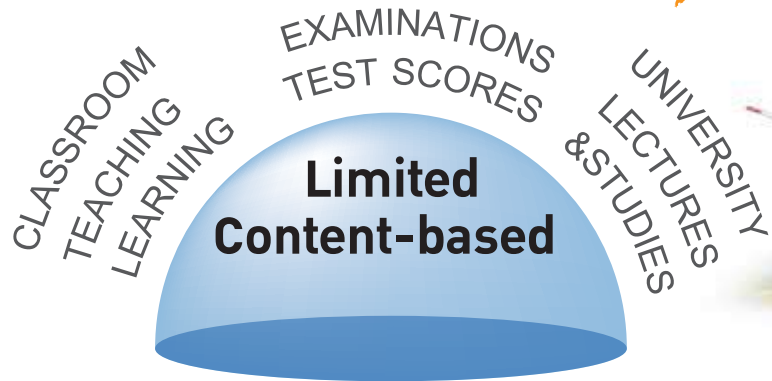 CLASSROOM
TEACHING
LEARNING
EXAMINATIONS
TEST SCORES
UNIVERSITY
LECTURES
&STUDIES
Limited
Content-based